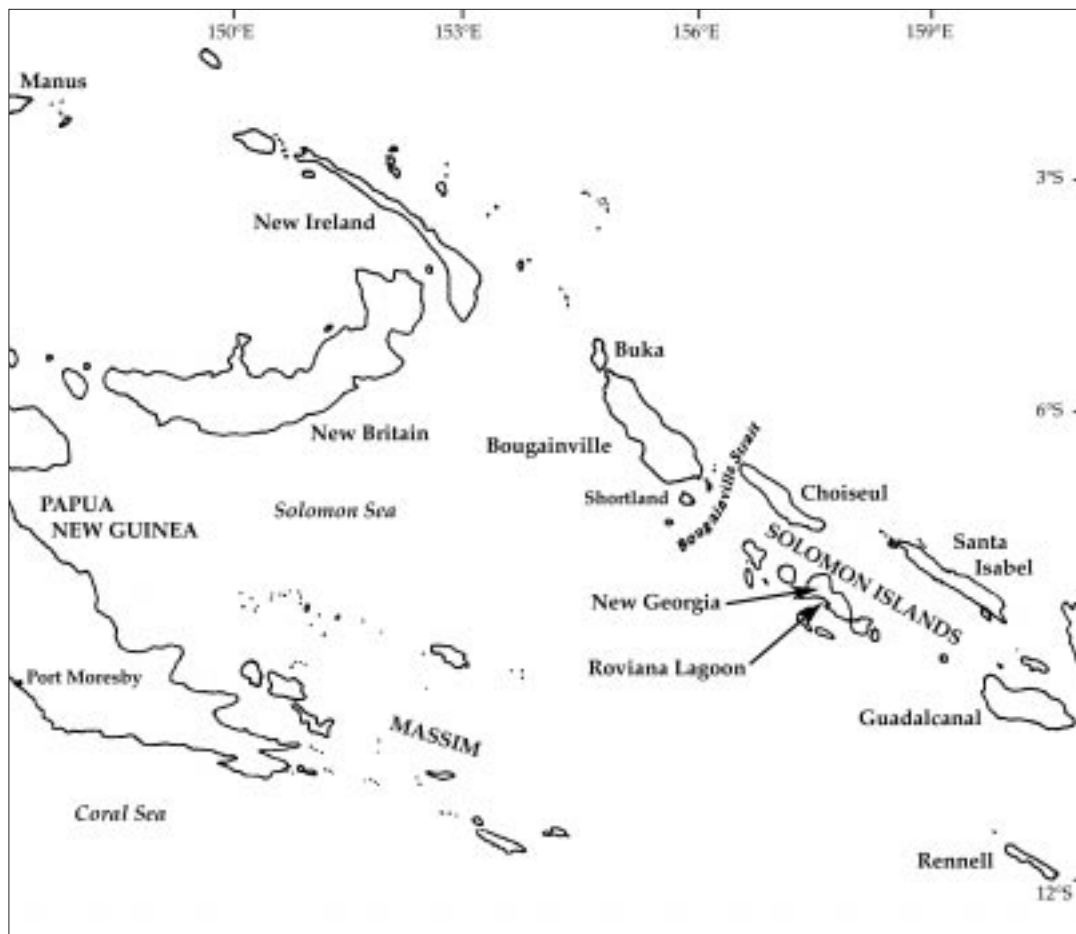 150°E
153°E
156°E
159°E
Manus
3°S
New Ireland
Buka
6°S
New Britain
Bougainville
Bougainville Strait
Shortland
Choiseul
PAPUA
NEW GUINEA
Solomon Sea
SOLOMON ISLANDS
Santa
Isabel
New Georgia
Roviana Lagoon
Port Moresby
Guadalcanal
MASSIM
Coral Sea
Rennell
12°S